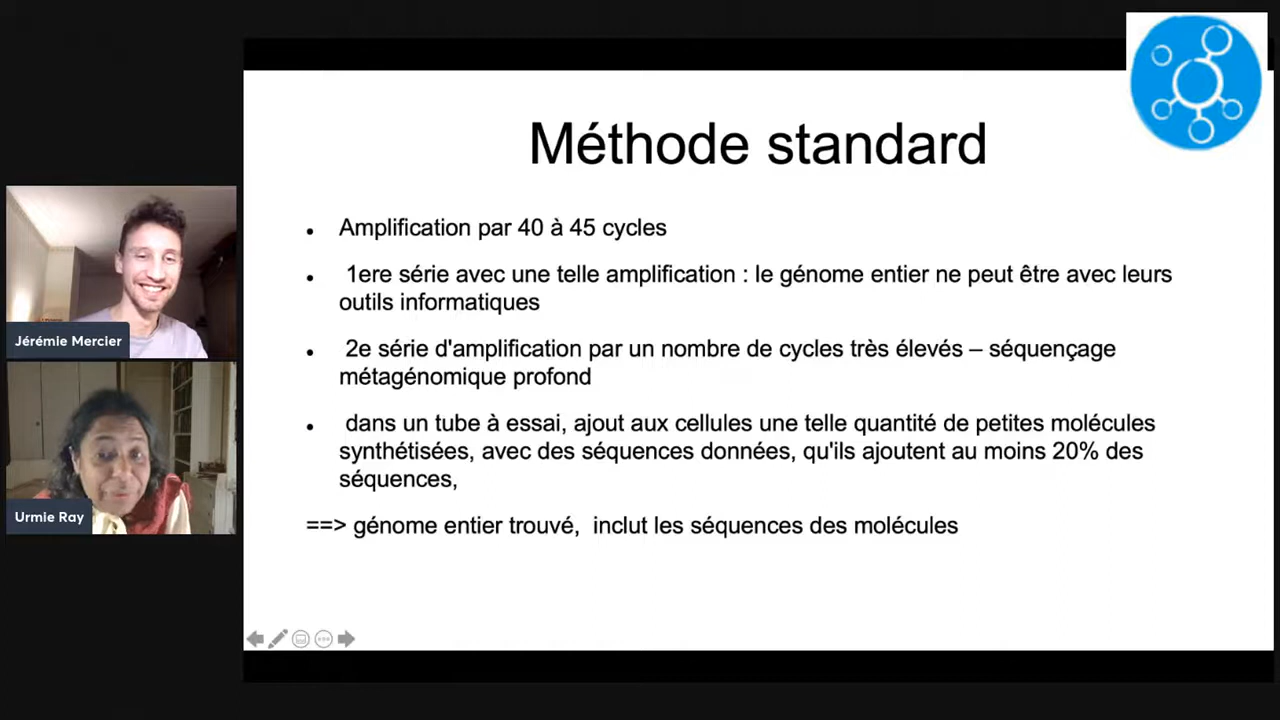 Méthode standard
Amplification par 40 à 45 cycles
1ere série avec une telle amplification : le génome entier ne peut être avec leurs
outils informatiques
2e série d'amplification par un nombre de cycles très élevés – séquençage
métagénomique profond
dans un tube à essai, ajout aux cellules une telle quantité de petites molécules
synthétisées, avec des séquences données, qu'ils ajoutent au moins 20% des
séquences,
==> génome entier trouvé, inclut les séquences des molécules
Jérémie Mercier
Urmie Ray